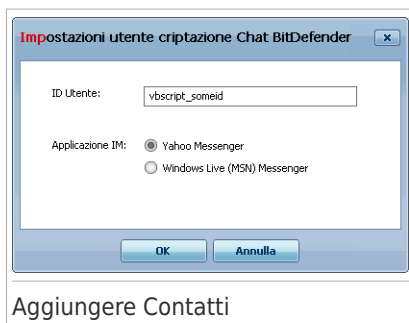 Impostazioni utente criptazione Chat BitDefender
ID Utente: vbscript_someid
Applicazione IM: Yahoo Messenger
Windows Live (MSN) Messenger
OK Annulla
Aggiungere Contatti